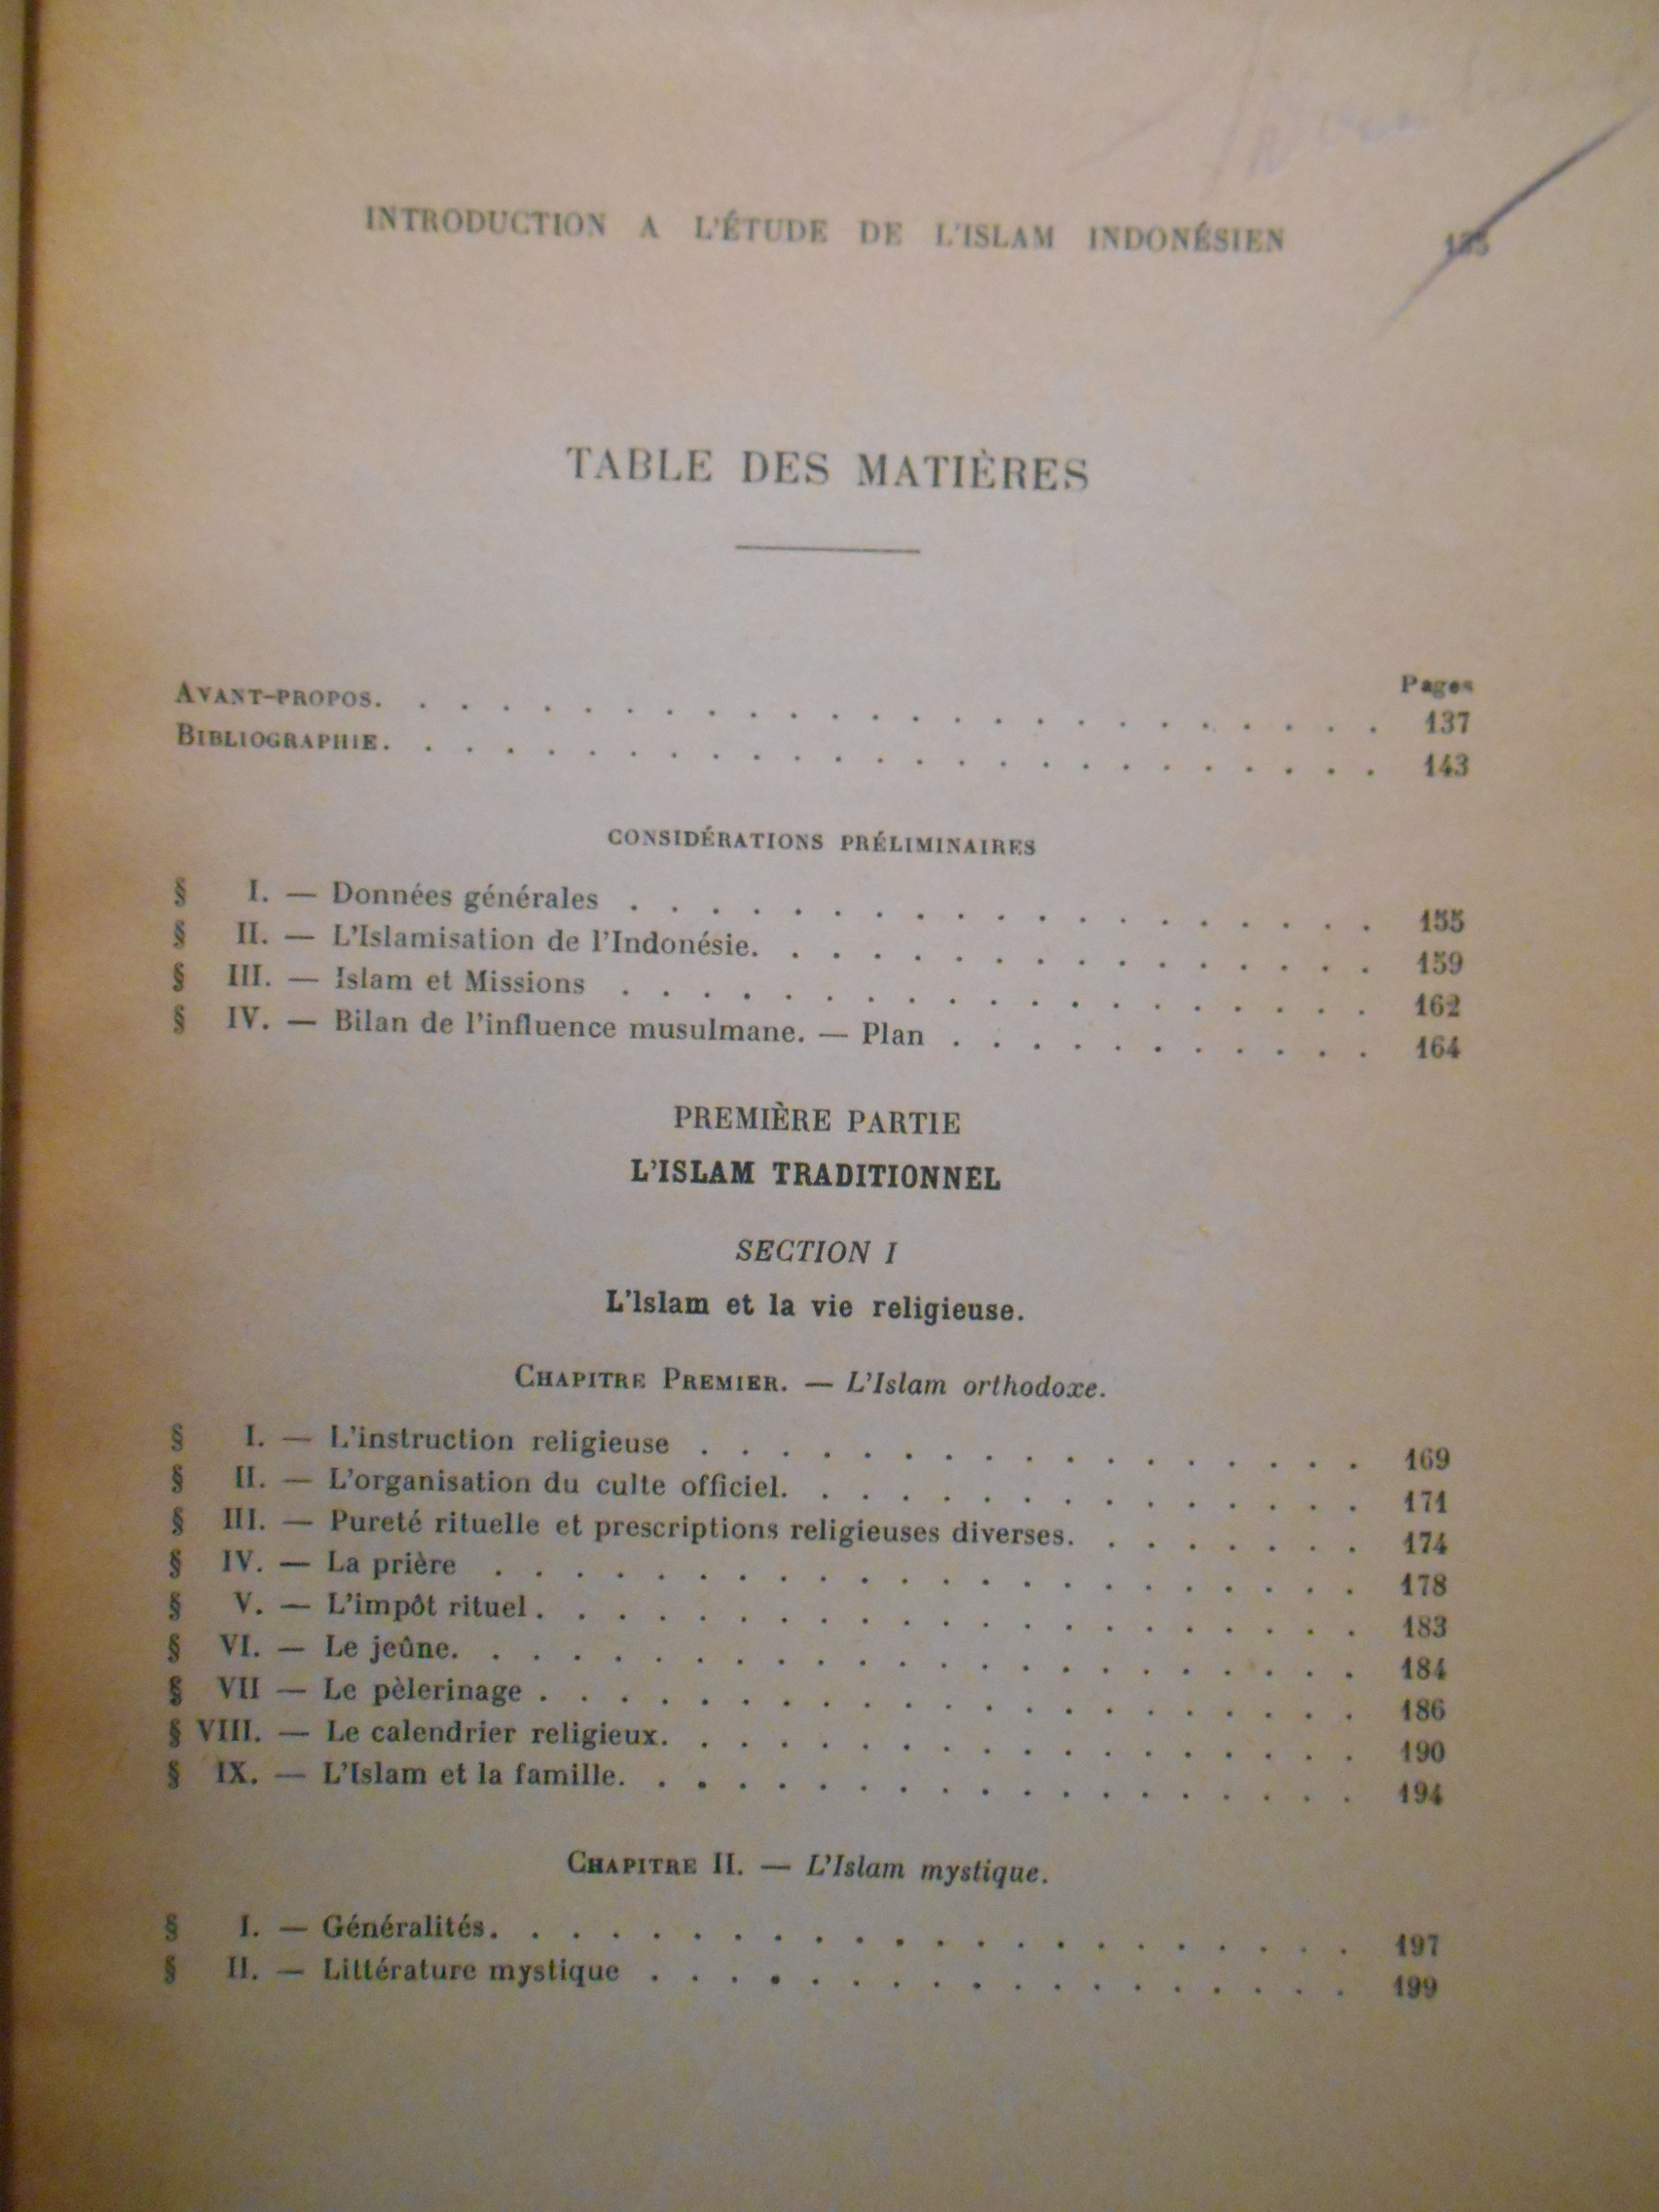 INTRODUCTION A L'ÉTUDE DE L'ISLAM INDONÉSIEN
TABLE DES MATIÈRES
Pages
AVANT-PROPOS. . . . . . . . . . . . . . . . . . . . . . . . . 137
BIBLIOGRAPHIE. . . . . . . . . . . . . . . . . . . . . . . . . 143
CONSIDÉRATIONS PRÉLIMINAIRES
§ I. — Données générales . . . . . . . . . . . . . . . . . . . 155
§ II. — L'Islamisation de l'Indonésie. . . . . . . . . . . . . . . . 159
§ III. — Islam et Missions . . . . . . . . . . . . . . . . . . . 162
§ IV. — Bilan de l'influence musulmane. — Plan . . . . . . . . . . . 164
PREMIÈRE PARTIE
L'ISLAM TRADITIONNEL
SECTION I
L'Islam et la vie religieuse.
CHAPITRE PREMIER. — L'Islam orthodoxe.
§ I. — L'instruction religieuse . . . . . . . . . . . . . . . . . 169
§ II. — L'organisation du culte officiel. . . . . . . . . . . . . . . 171
§ III. — Pureté rituelle et prescriptions religieuses diverses. . . . . . . . 174
§ IV. — La prière . . . . . . . . . . . . . . . . . . . . . . 178
§ V. — L'impôt rituel . . . . . . . . . . . . . . . . . . . . . 183
§ VI. — Le jeûne. . . . . . . . . . . . . . . . . . . . . . . 184
§ VII — Le pèlerinage . . . . . . . . . . . . . . . . . . . . . 186
§ VIII. — Le calendrier religieux. . . . . . . . . . . . . . . . . . 190
§ IX. — L'Islam et la famille. . . . . . . . . . . . . . . . . . . 194
CHAPITRE II. — L'Islam mystique.
§ I. — Généralités. . . . . . . . . . . . . . . . . . . . . . 197
§ II. — Littérature mystique . . . . . . . . . . . . . . . . . . 199